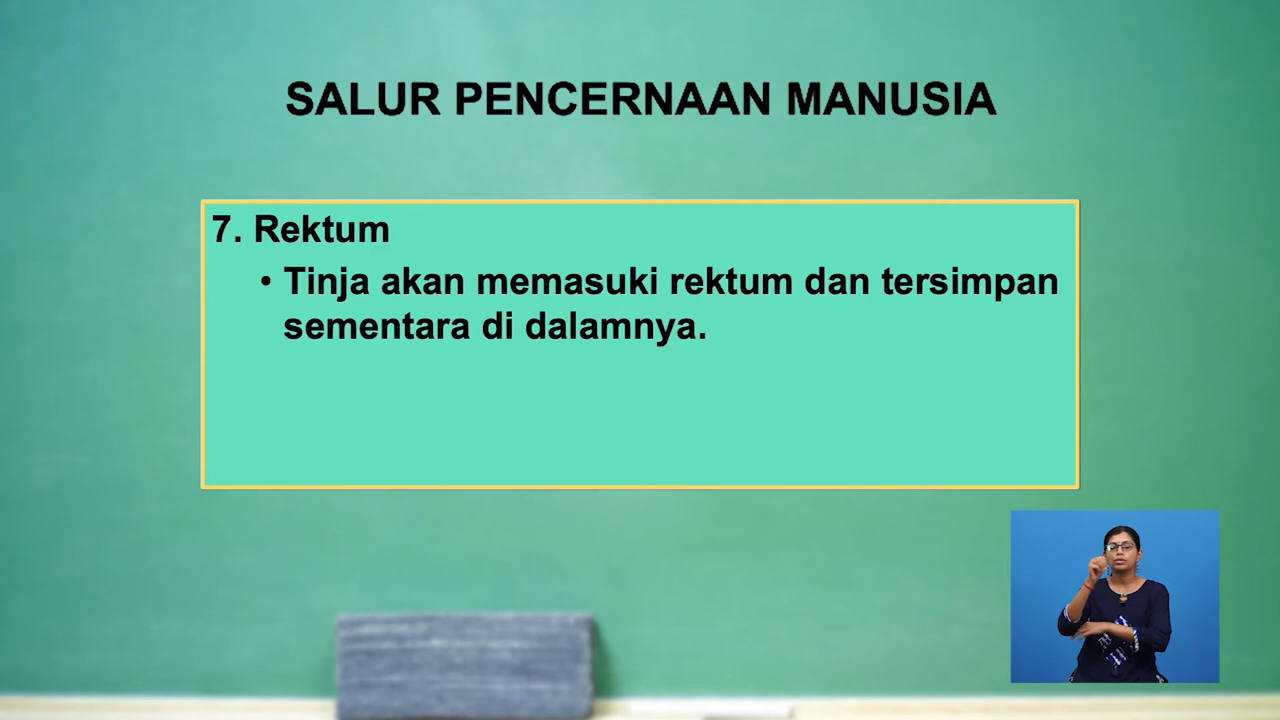 SALUR PENCERNAAN MANUSIA
7. Rektum
• Tinja akan memasuki rektum dan tersimpan
sementara di dalamnya.